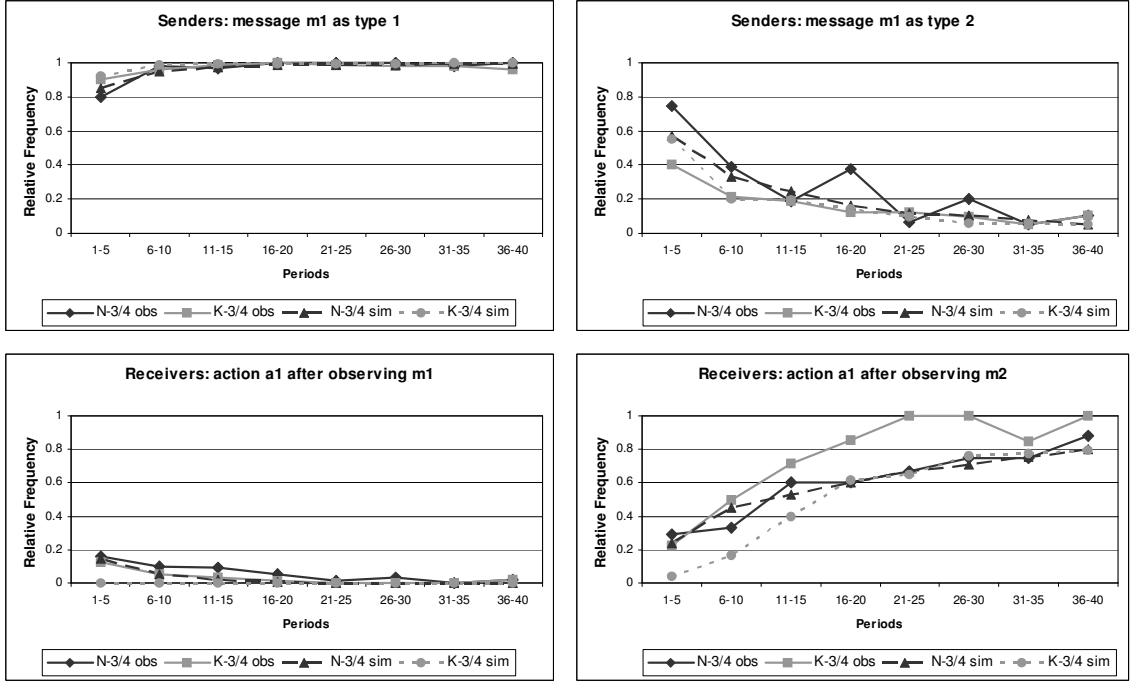 Senders: message m1 as type 1
Relative Frequency
1
0.8
0.6
0.4
0.2
0
1-5 6-10 11-15 16-20 21-25 26-30 31-35 36-40
Periods
N-3/4 obs K-3/4 obs N-3/4 sim K-3/4 sim
Senders: message m1 as type 2
Relative Frequency
1
0.8
0.6
0.4
0.2
0
1-5 6-10 11-15 16-20 21-25 26-30 31-35 36-40
Periods
N-3/4 obs K-3/4 obs N-3/4 sim K-3/4 sim
Receivers: action a1 after observing m1
Relative Frequency
1
0.8
0.6
0.4
0.2
0
1-5 6-10 11-15 16-20 21-25 26-30 31-35 36-40
Periods
N-3/4 obs K-3/4 obs N-3/4 sim K-3/4 sim
Receivers: action a1 after observing m2
Relative Frequency
1
0.8
0.6
0.4
0.2
0
1-5 6-10 11-15 16-20 21-25 26-30 31-35 36-40
Periods
N-3/4 obs K-3/4 obs N-3/4 sim K-3/4 sim